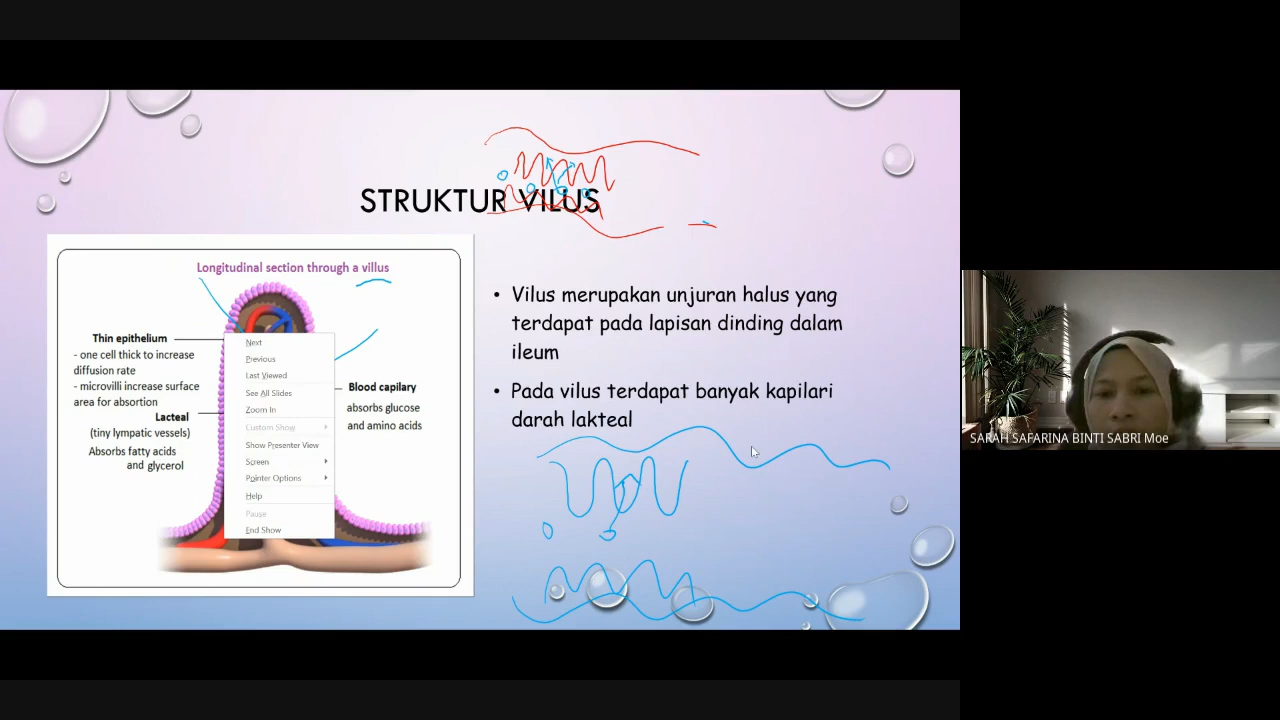 STRUKTUR VILUS
Longitudinal section through a villus
Thin epithelium
- one cell thick to increase
diffusion rate
- microvilli increase surface
area for absortion
Lacteal
(tiny lympatic vessels)
Absorbs fatty acids
and glycerol
Next
Previous
Last Viewed
See All Slides
Zoom In
Custom Show
Show Presenter View
Screen
Pointer Options
Help
Pause
End Show
Blood capilary
absorbs glucose
and amino acids
• Vilus merupakan unjuran halus yang
terdapat pada lapisan dinding dalam
ileum
• Pada vilus terdapat banyak kapilari
darah lakteal
SARAH SAFARINA BINTI SABRI Moe